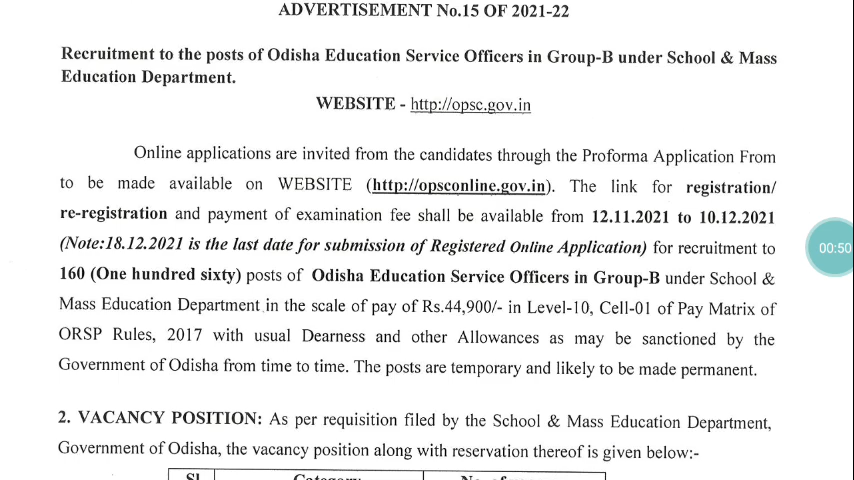 ADVERTISEMENT No.15 OF 2021-22
Recruitment to the posts of Odisha Education Service Officers in Group-B under School & Mass
Education Department.
WEBSITE - http://opsc.gov.in
Online applications are invited from the candidates through the Proforma Application From
to be made available on WEBSITE (http://opsconline.gov.in). The link for registration/
re-registration and payment of examination fee shall be available from 12.11.2021 to 10.12.2021
(Note:18.12.2021 is the last date for submission of Registered Online Application) for recruitment to
160 (One hundred sixty) posts of Odisha Education Service Officers in Group-B under School &
Mass Education Department in the scale of pay of Rs.44,900/- in Level-10, Cell-01 of Pay Matrix of
ORSP Rules, 2017 with usual Dearness and other Allowances as may be sanctioned by the
Government of Odisha from time to time. The posts are temporary and likely to be made permanent.
2. VACANCY POSITION: As per requisition filed by the School & Mass Education Department,
Government of Odisha, the vacancy position along with reservation thereof is given below:-
Sl Category
00:50